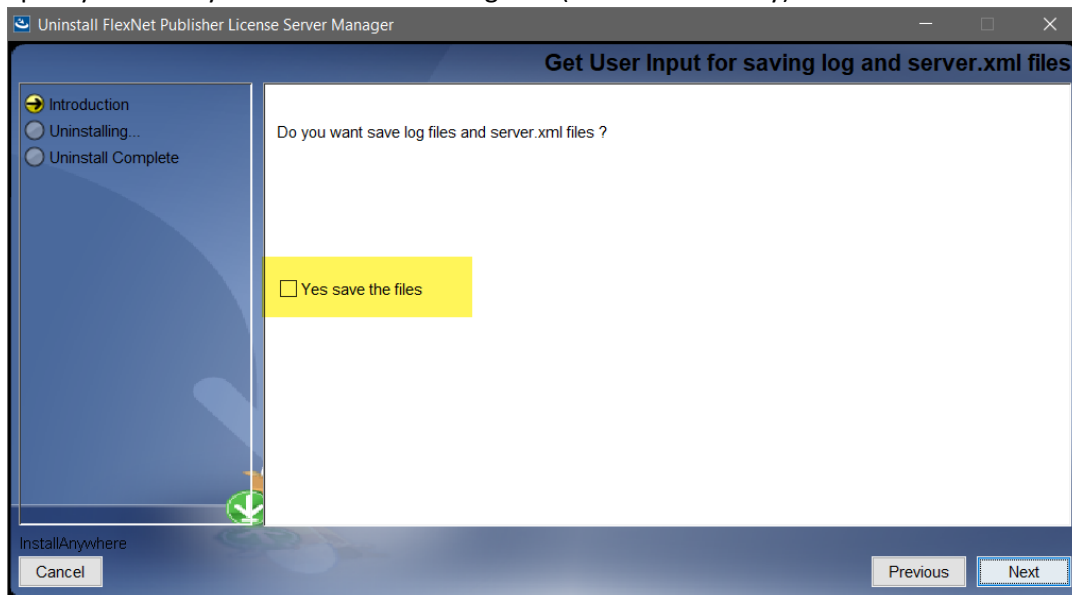 Uninstall FlexNet Publisher License Server Manager
Get User Input for saving log and server.xml files
Introduction
Uninstalling...
Uninstall Complete
Do you want save log files and server.xml files ?
Yes save the files
InstallAnywhere
Cancel
Previous
Next